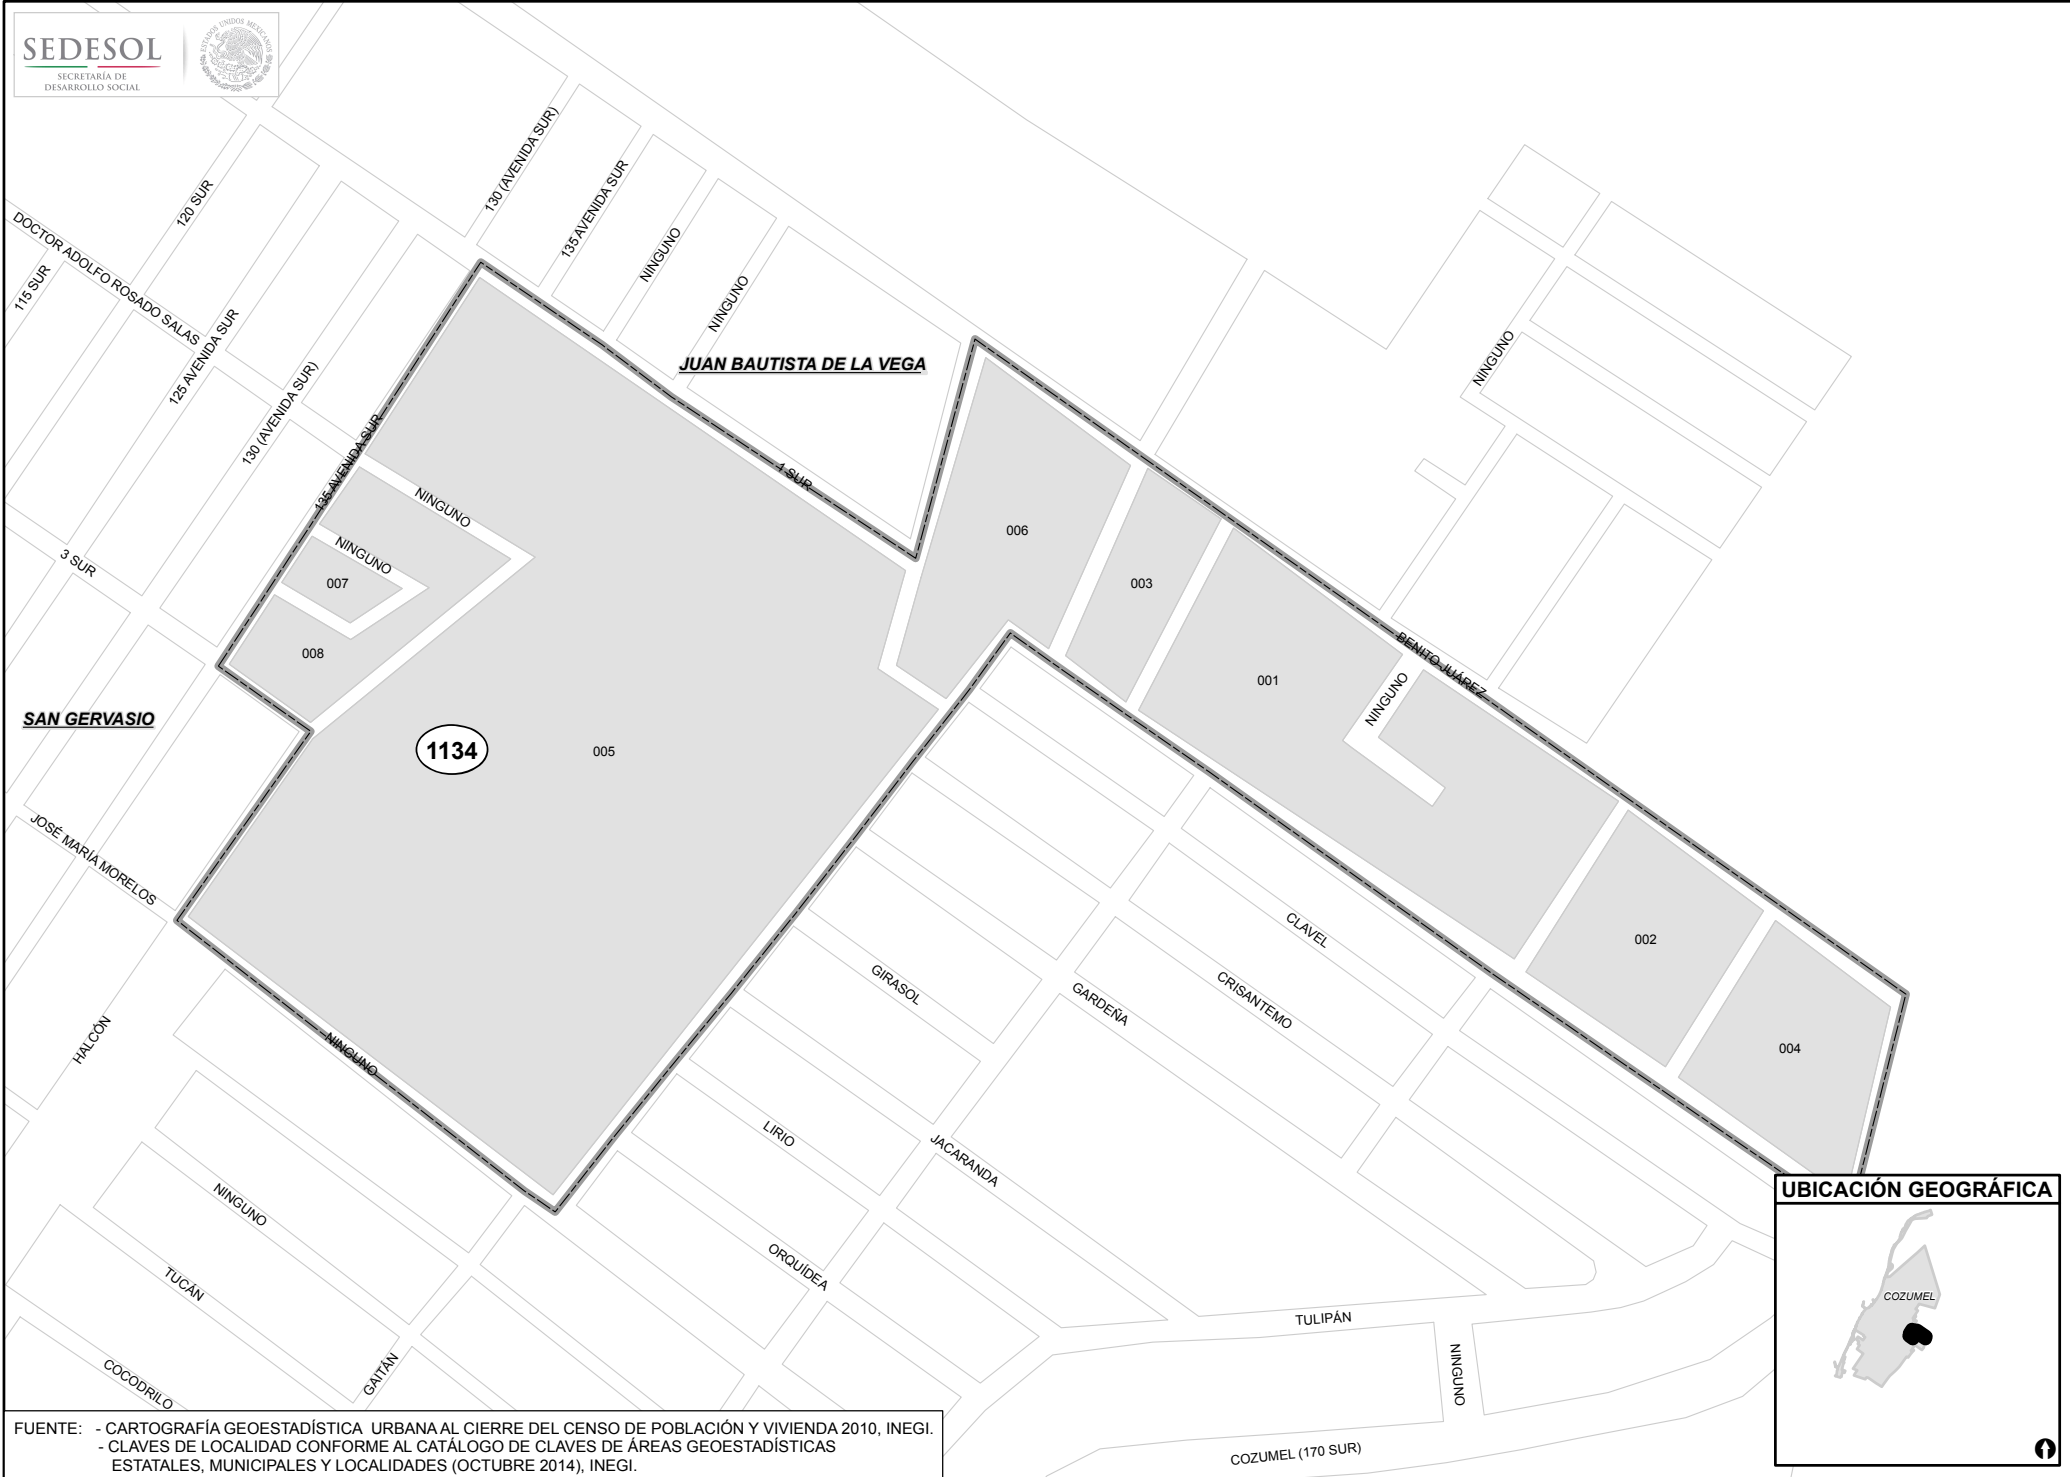 SEDESOL
SECRETARÍA DE
DESARROLLO SOCIAL
ESTADOS UNIDOS MEXICANOS
130 (AVENIDA SUR)
135 AVENIDA SUR
NINGUNO
NINGUNO
120 SUR
DOCTOR ADOLFO ROSADO SALAS
115 SUR
125 AVENIDA SUR
130 (AVENIDA SUR)
135 AVENIDA SUR
JUAN BAUTISTA DE LA VEGA
NINGUNO
1 SUR
NINGUNO
NINGUNO
3 SUR
006
003
007
008
001
BENITO JUÁREZ
NINGUNO
SAN GERVASIO
1134
005
JOSÉ MARÍA MORELOS
CLAVEL
002
GIRASOL
CRISANTEMO
GARDEÑA
HALCÓN
NINGUNO
004
LIRIO
JACARANDA
NINGUNO
ORQUÍDEA
TUCÁN
TULIPÁN
NINGUNO
COCODRILO
GAITÁN
COZUMEL (170 SUR)
UBICACIÓN GEOGRÁFICA
COZUMEL
FUENTE: - CARTOGRAFÍA GEOESTADÍSTICA URBANA AL CIERRE DEL CENSO DE POBLACIÓN Y VIVIENDA 2010, INEGI.
- CLAVES DE LOCALIDAD CONFORME AL CATÁLOGO DE CLAVES DE ÁREAS GEOESTADÍSTICAS
ESTATALES, MUNICIPALES Y LOCALIDADES (OCTUBRE 2014), INEGI.